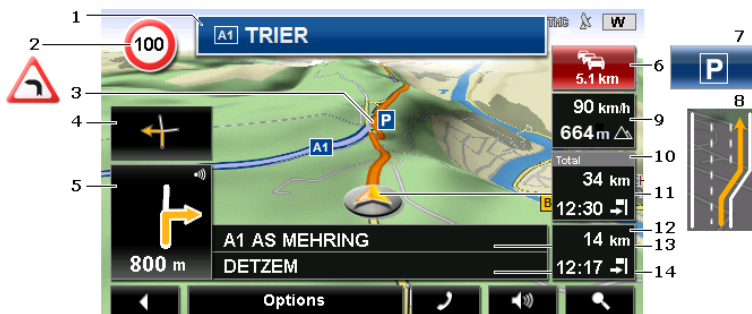 1
A1 TRIER
TMC W
7
2
100
P
6
5.1 km
3
8
P
90 km/h
9
664 m
4
A1
Total
10
5
34 km
11
B
12:30
A1 AS MEHRING
14 km
12
13
800 m
DETZEM
12:17
14
Options